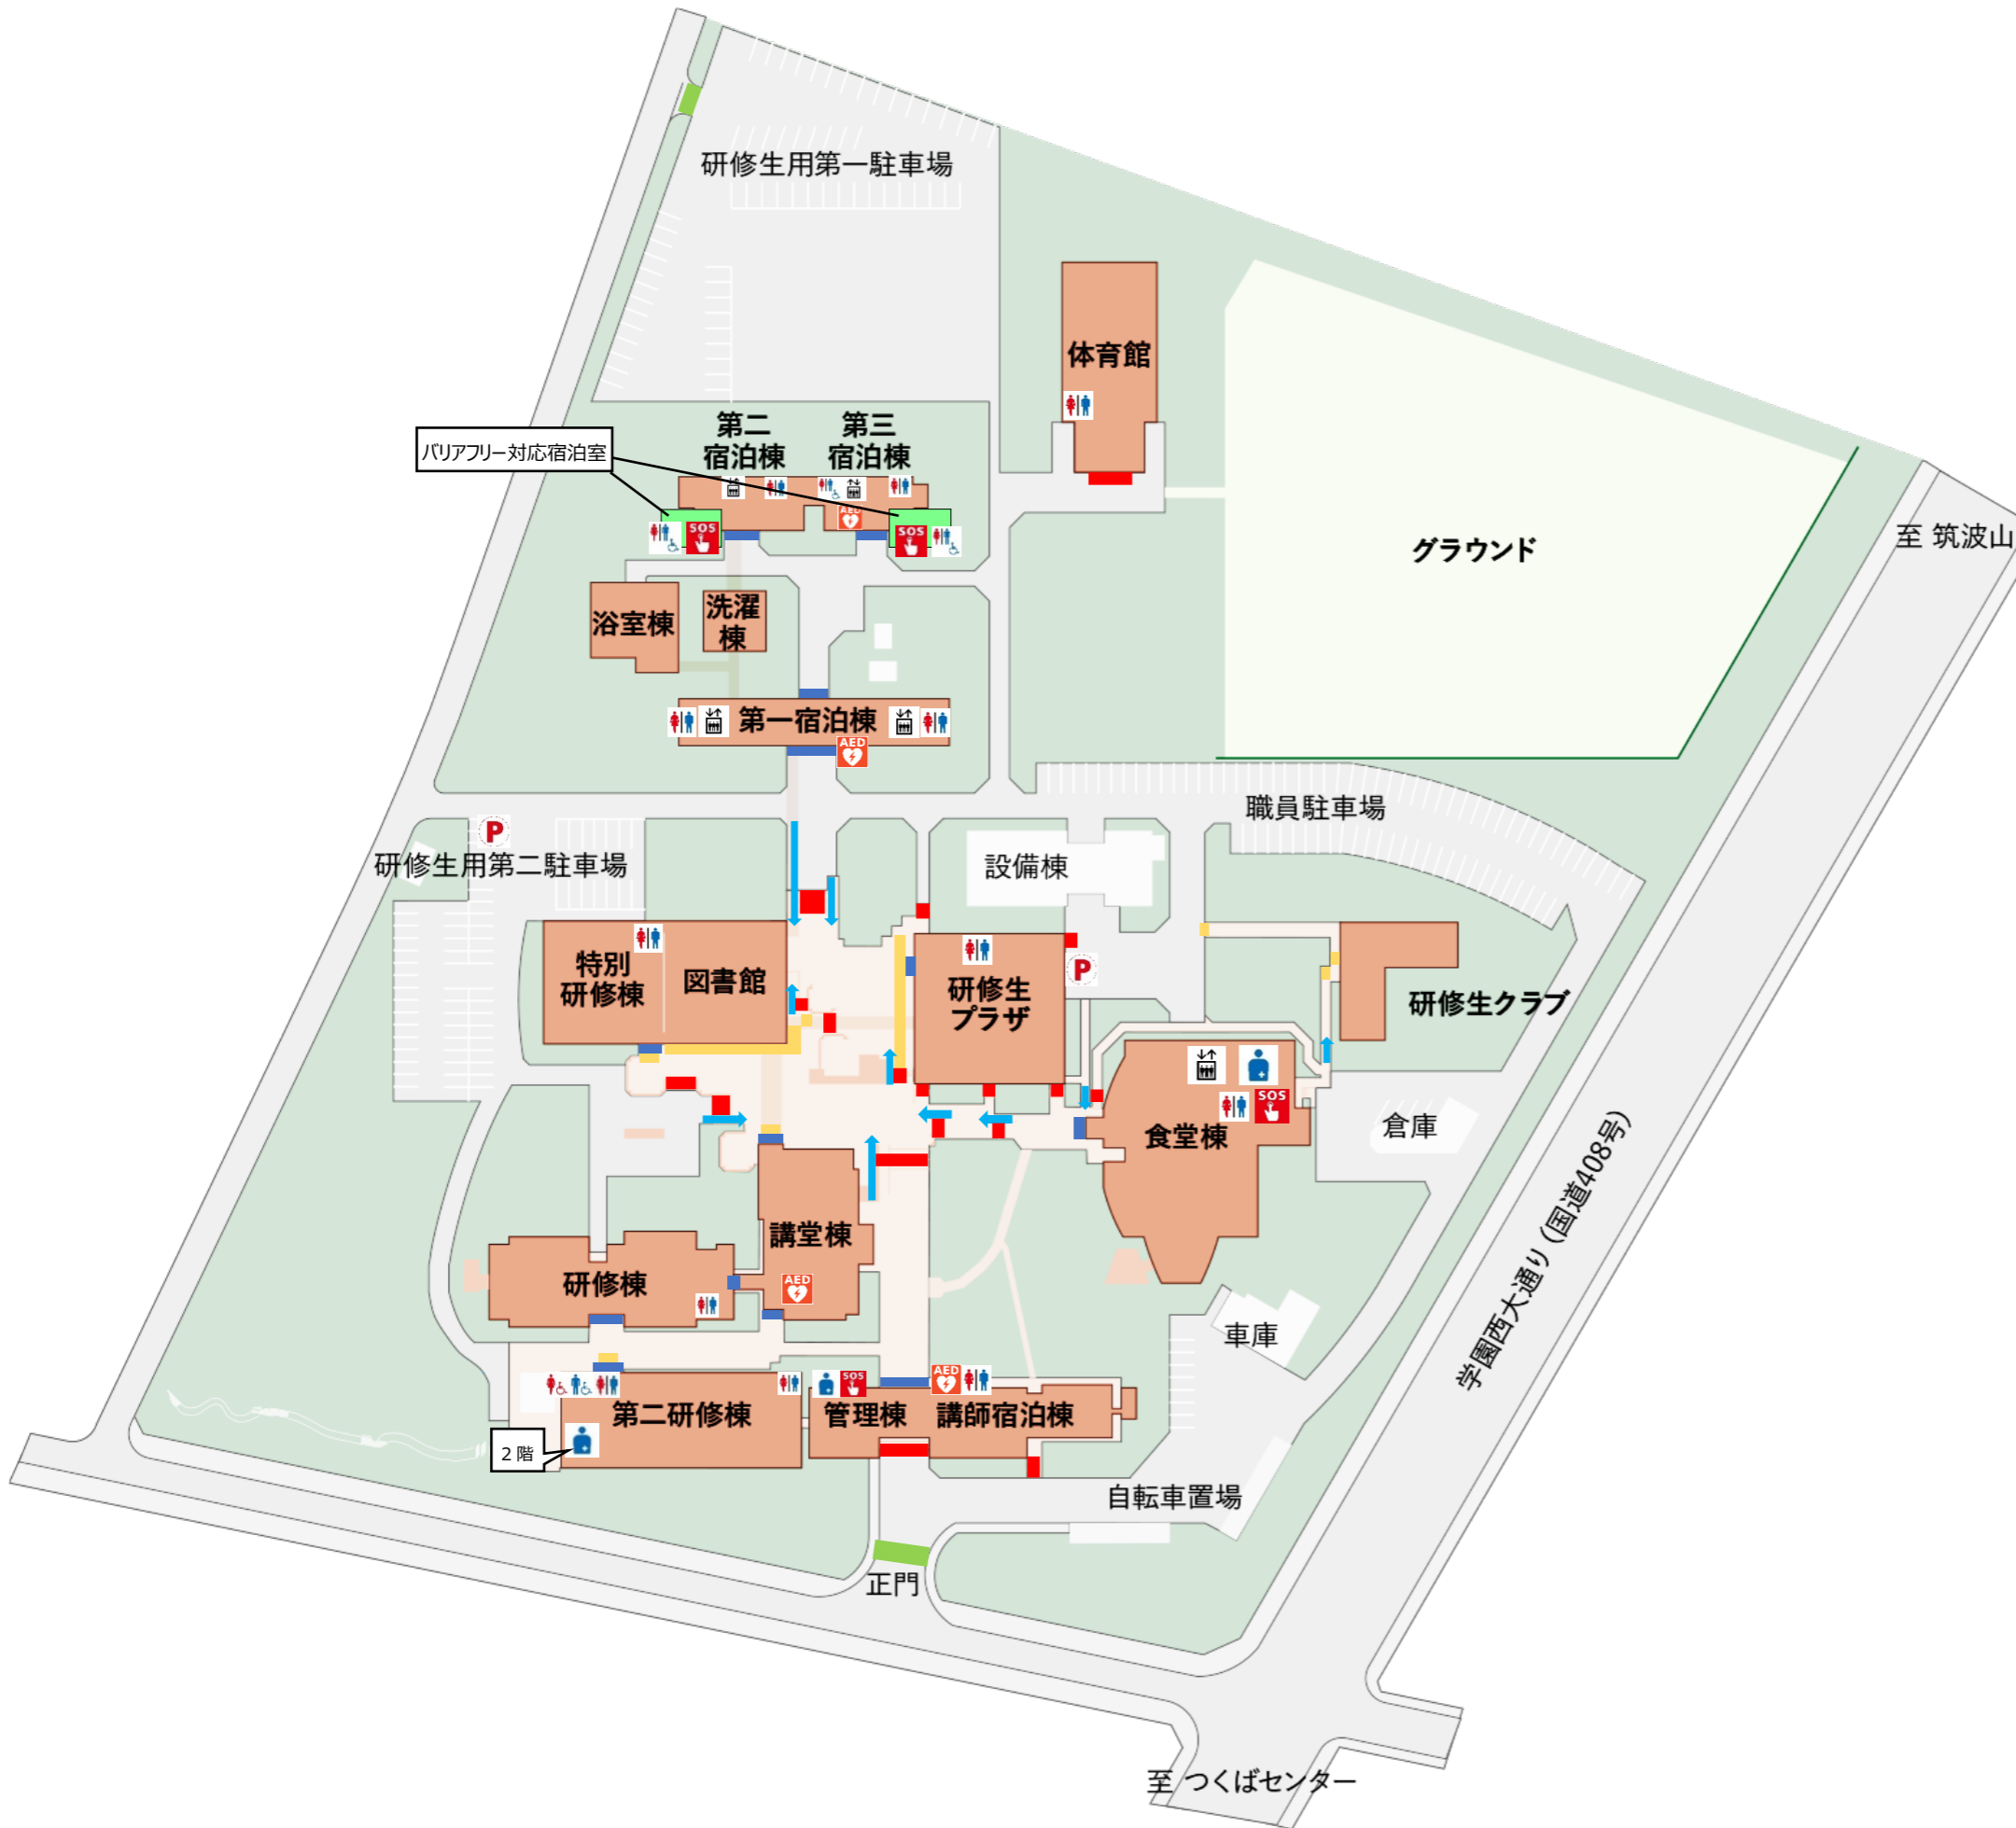 研修生用第一駐車場
体育館
第二
宿泊棟
第三
宿泊棟
バリアフリー対応宿泊室
AED
SOS
SOS
グラウンド
至 筑波山
浴室棟
洗濯
棟
第一宿泊棟
AED
職員駐車場
P
研修生用第二駐車場
設備棟
特別
研修棟
図書館
研修生
プラザ
P
研修生クラブ
SOS
食堂棟
倉庫
学園西大通り(国道408号)
講堂棟
研修棟
AED
車庫
SOS
AED
第二研修棟
管理棟
講師宿泊棟
2階
自転車置場
正門
至 つくばセンター